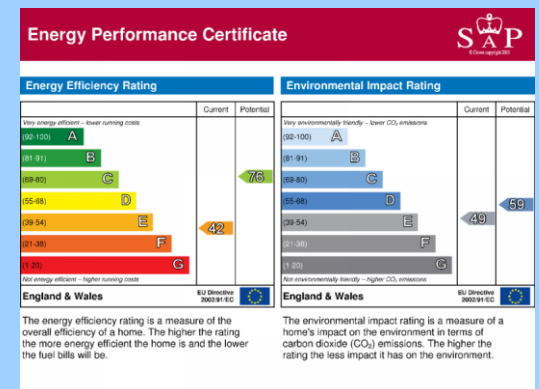 Energy Performance Certificate
SAP
© Crown copyright 2005
Energy Efficiency Rating
Current Potential
Very energy efficient - lower running costs
(92-100) A
(81-91) B
(69-80) C
76
(55-68) D
(39-54) E
42
(21-38) F
(1-20) G
Not energy efficient - higher running costs
England & Wales
EU Directive
2002/91/EC
The energy efficiency rating is a measure of the
overall efficiency of a home. The higher the rating
the more energy efficient the home is and the lower
the fuel bills will be.
Environmental Impact Rating
Current Potential
Very environmentally friendly - lower CO₂ emissions
(92-100) A
(81-91) B
(69-80) C
(55-68) D
59
(39-54) E
49
(21-38) F
(1-20) G
Not environmentally friendly - higher CO₂ emissions
England & Wales
EU Directive
2002/91/EC
The environmental impact rating is a measure of a
home's impact on the environment in terms of
carbon dioxide (CO₂) emissions. The higher the
rating the less impact it has on the environment.